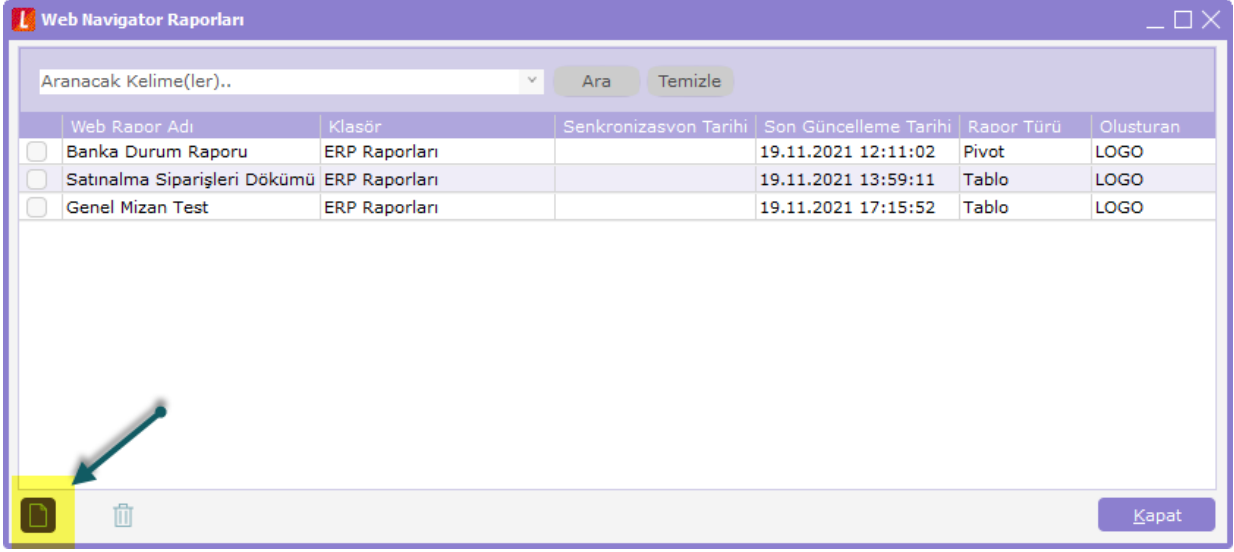 Web Navigator Raporları
Aranacak Kelime(ler)..
Ara
Temizle
Web Rapor Adı Klasör Senkronizasyon Tarihi Son Güncelleme Tarihi Rapor Türü Olusturan
Banka Durum Raporu ERP Raporları 19.11.2021 12:11:02 Pivot LOGO
Satınalma Siparişleri Dökümü ERP Raporları 19.11.2021 13:59:11 Tablo LOGO
Genel Mizan Test ERP Raporları 19.11.2021 17:15:52 Tablo LOGO
Kapat